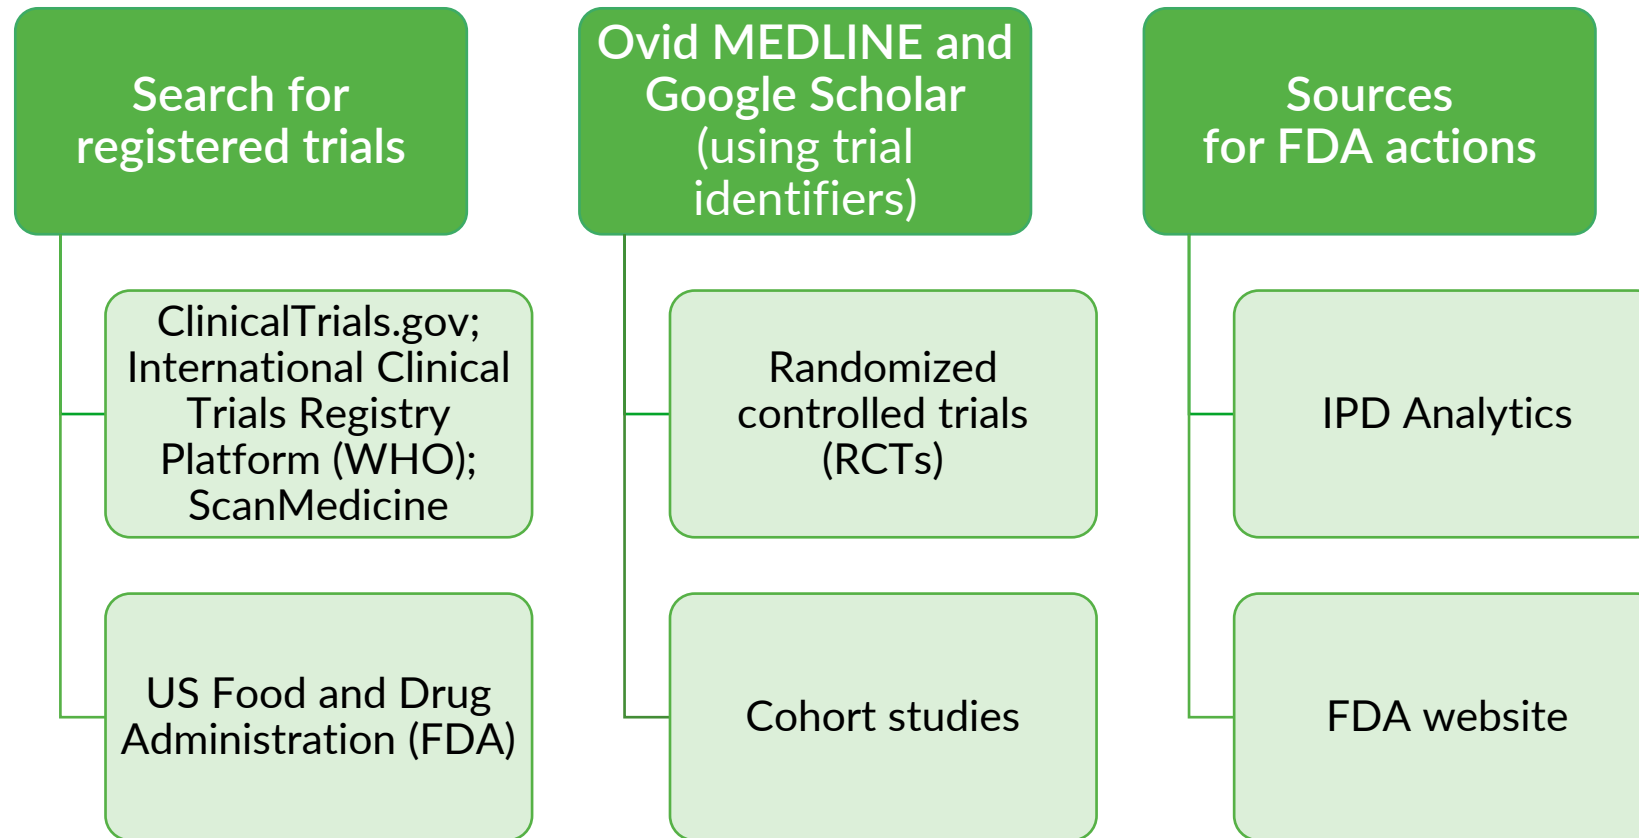 Search for
registered trials
ClinicalTrials.gov;
International Clinical
Trials Registry
Platform (WHO);
ScanMedicine
US Food and Drug
Administration (FDA)
Ovid MEDLINE and
Google Scholar
(using trial
identifiers)
Randomized
controlled trials
(RCTs)
Cohort studies
Sources
for FDA actions
IPD Analytics
FDA website